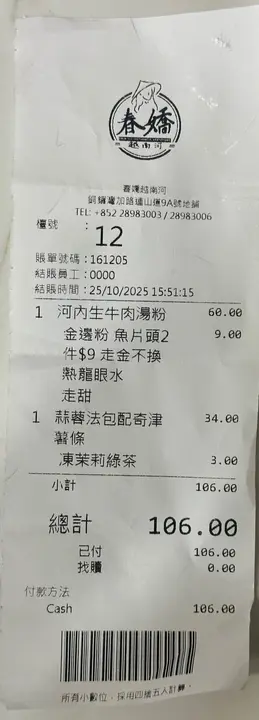 春嬌
越南河
春嬌越南河
銅鑼灣加路連山道9A號地舖
TEL: +852 28983003 / 28983006
檯號 : 12
賬單號碼 : 161205
結賬員工 : 0000
結賬時間 : 25/10/2025 15:51:15
1 河內生牛肉湯粉 60.00
金邊粉 魚片頭2 9.00
件$9 走金不換
熱龍眼水
走甜
1 蒜蓉法包配奇津 34.00
薯條
凍茉莉綠茶 3.00
小計 106.00
總計 106.00
已付 106.00
找贖 0.00
付款方法
Cash 106.00
所有小數位，採用四捨五入計算。